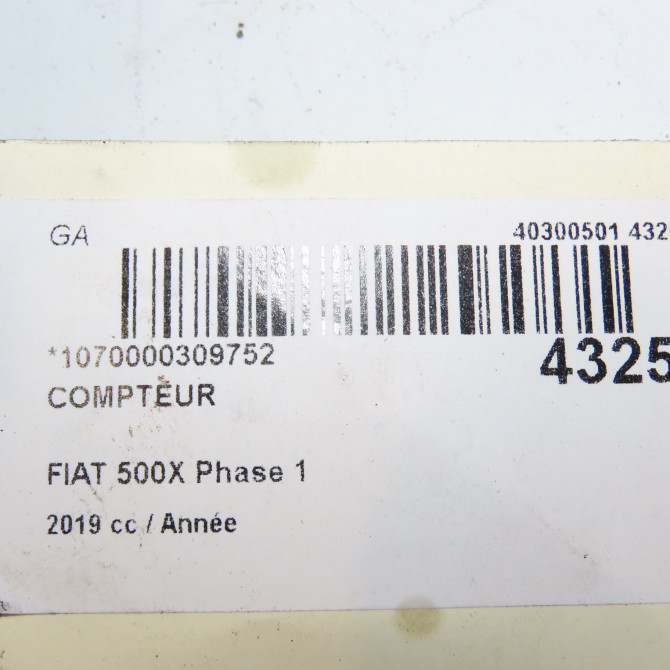 GA
40300501 432
*1070000309752
4325
COMPTEUR
FIAT 500X Phase 1
2019 cc / Année